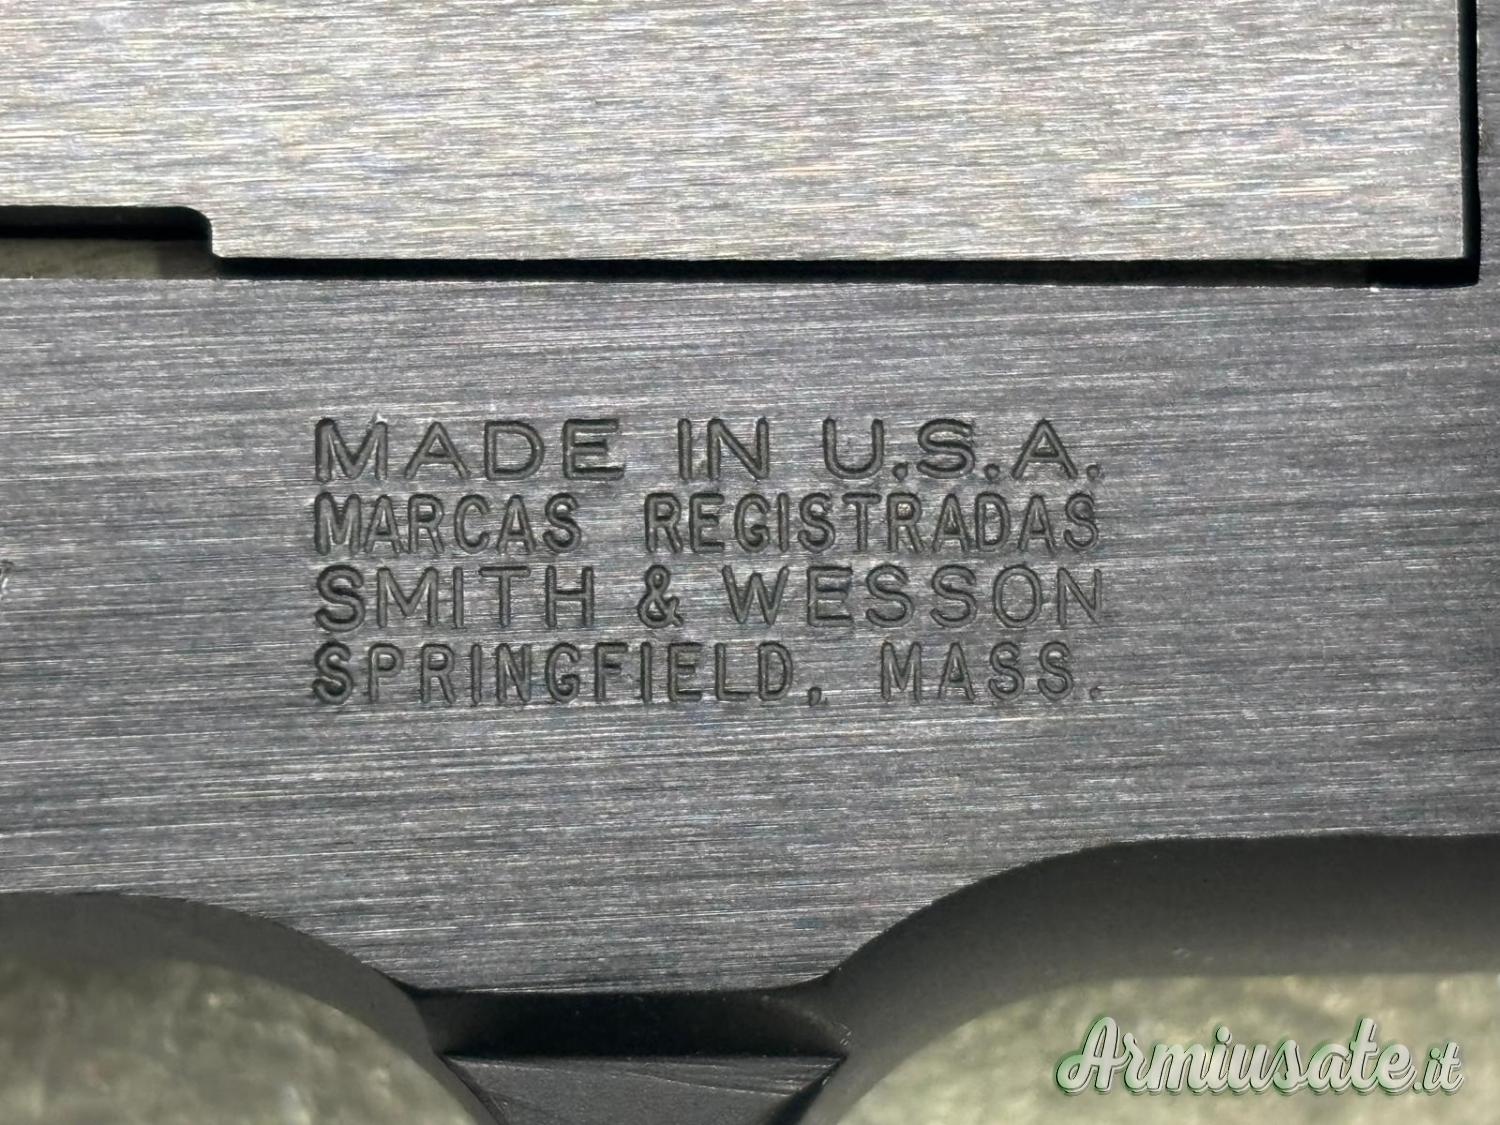 MADE IN U.S.A.
MARCAS REGISTRADAS
SMITH & WESSON
SPRINGFIELD, MASS.
Armiusate.it